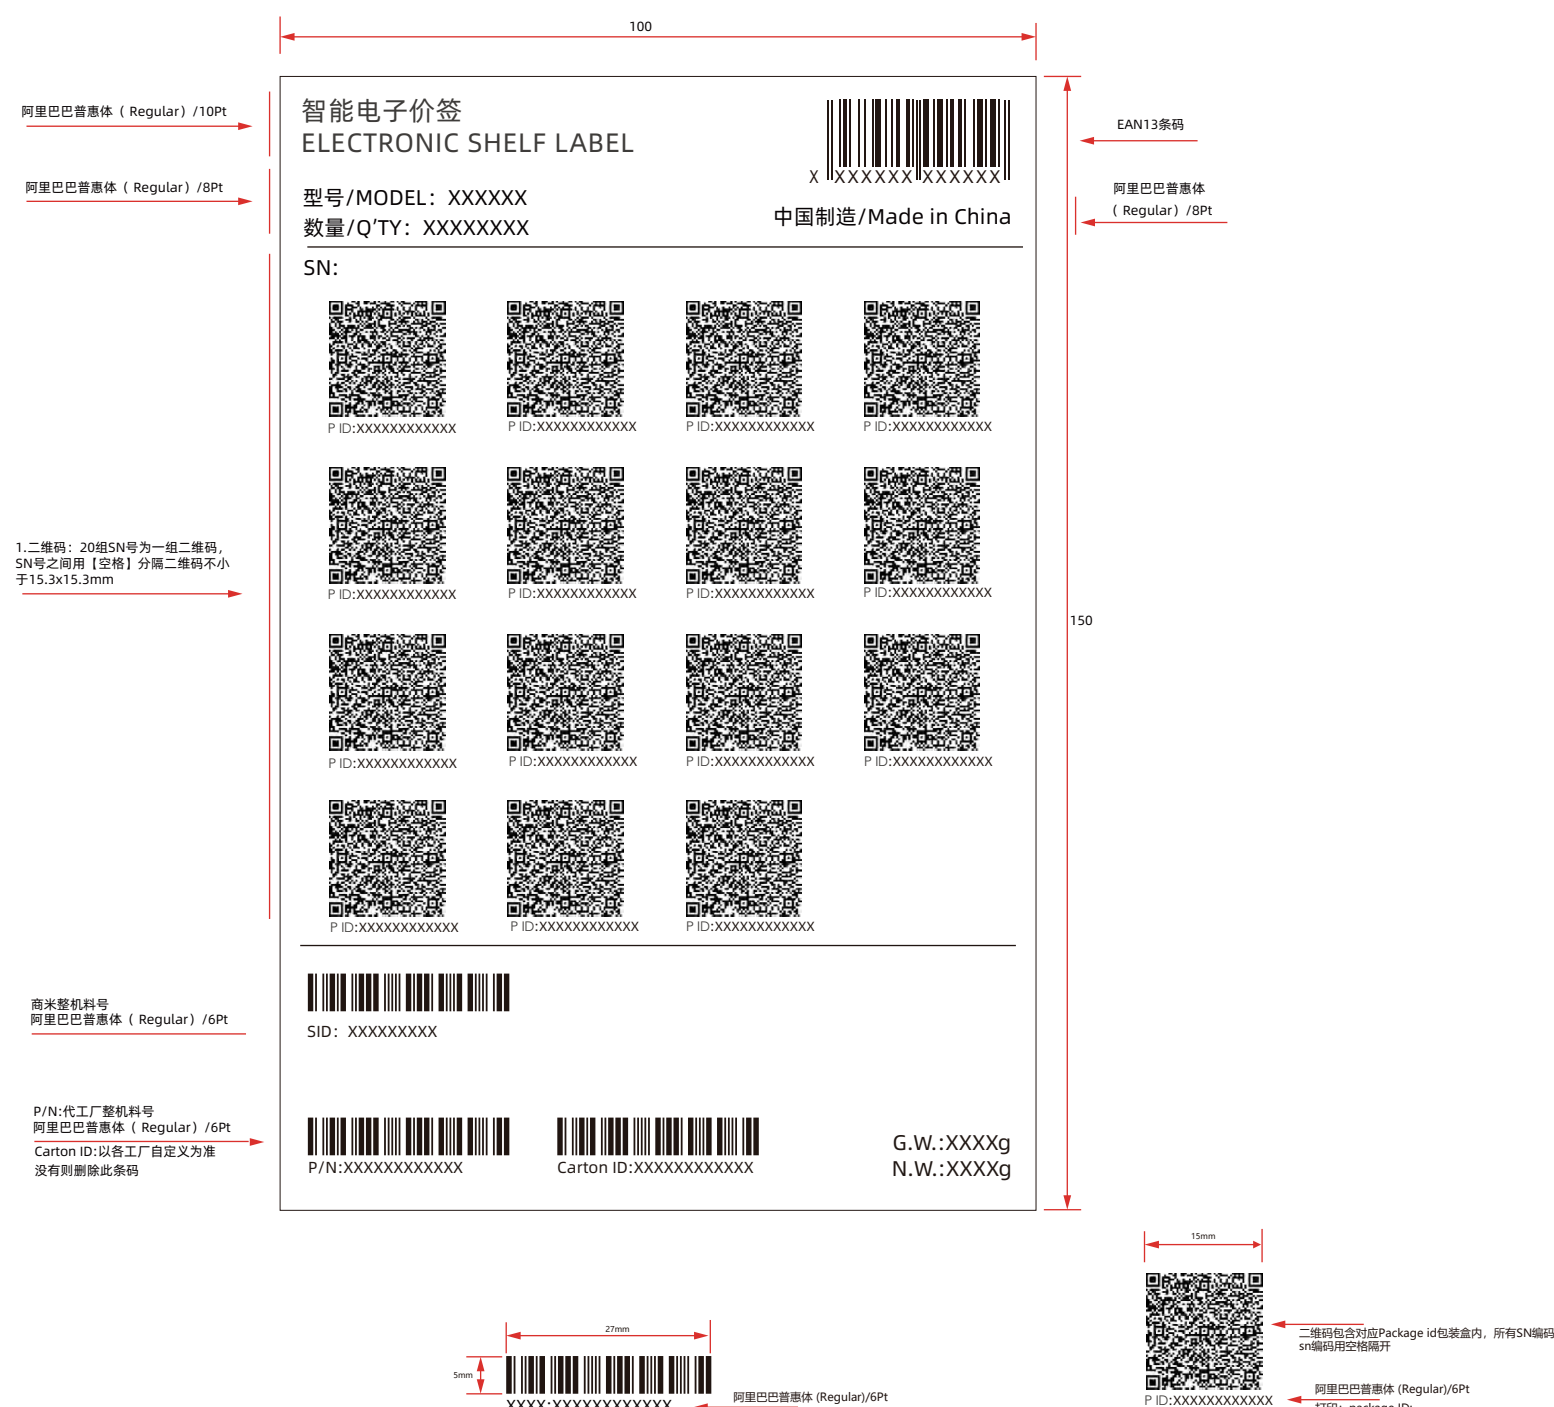 100
阿里巴巴普惠体（ Regular）/10Pt
智能电子价签
ELECTRONIC SHELF LABEL
EAN13条码
X XXXXXX XXXXXX
阿里巴巴普惠体（ Regular）/8Pt
型号/MODEL：XXXXXX
数量/Q’TY：XXXXXXXX
中国制造/Made in China
阿里巴巴普惠体
（ Regular）/8Pt
SN:
P ID:XXXXXXXXXXXX P ID:XXXXXXXXXXXX P ID:XXXXXXXXXXXX P ID:XXXXXXXXXXXX
1.二维码：20组SN号为一组二维码，
SN号之间用【空格】分隔二维码不小
于15.3x15.3mm
P ID:XXXXXXXXXXXX P ID:XXXXXXXXXXXX P ID:XXXXXXXXXXXX P ID:XXXXXXXXXXXX
150
P ID:XXXXXXXXXXXX P ID:XXXXXXXXXXXX P ID:XXXXXXXXXXXX P ID:XXXXXXXXXXXX
P ID:XXXXXXXXXXXX P ID:XXXXXXXXXXXX P ID:XXXXXXXXXXXX
商米整机料号
阿里巴巴普惠体（ Regular）/6Pt
SID：XXXXXXXXX
P/N:代工厂整机料号
阿里巴巴普惠体（ Regular）/6Pt
Carton ID:以各工厂自定义为准
没有则删除此条码
P/N:XXXXXXXXXXXX
Carton ID:XXXXXXXXXXXX
G.W.:XXXXg
N.W.:XXXXg
15mm
二维码包含对应Package id包装盒内，所有SN编码
sn编码用空格隔开
P ID:XXXXXXXXXXXX
阿里巴巴普惠体 (Regular)/6Pt
打印：package ID:
27mm
5mm
XXXX:XXXXXXXXXXXX
阿里巴巴普惠体 (Regular)/6Pt